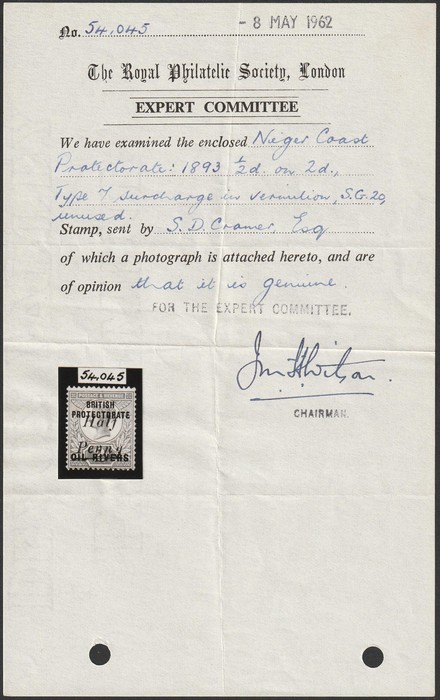 - 8 MAY 1962
No. 54,045
The Royal Philatelic Society, London
EXPERT COMMITTEE
We have examined the enclosed Niger Coast
Protectorate: 1893 ½d. on 2d.,
Type 7 surcharge in vermilion, S.G. 20,
unused.
Stamp, sent by S. D. Cramer, Esq
of which a photograph is attached hereto, and are
of opinion that it is genuine.
FOR THE EXPERT COMMITTEE.
CHAIRMAN.
54,045
POSTAGE & REVENUE
BRITISH
PROTECTORATE
Half
Penny
OIL RIVERS